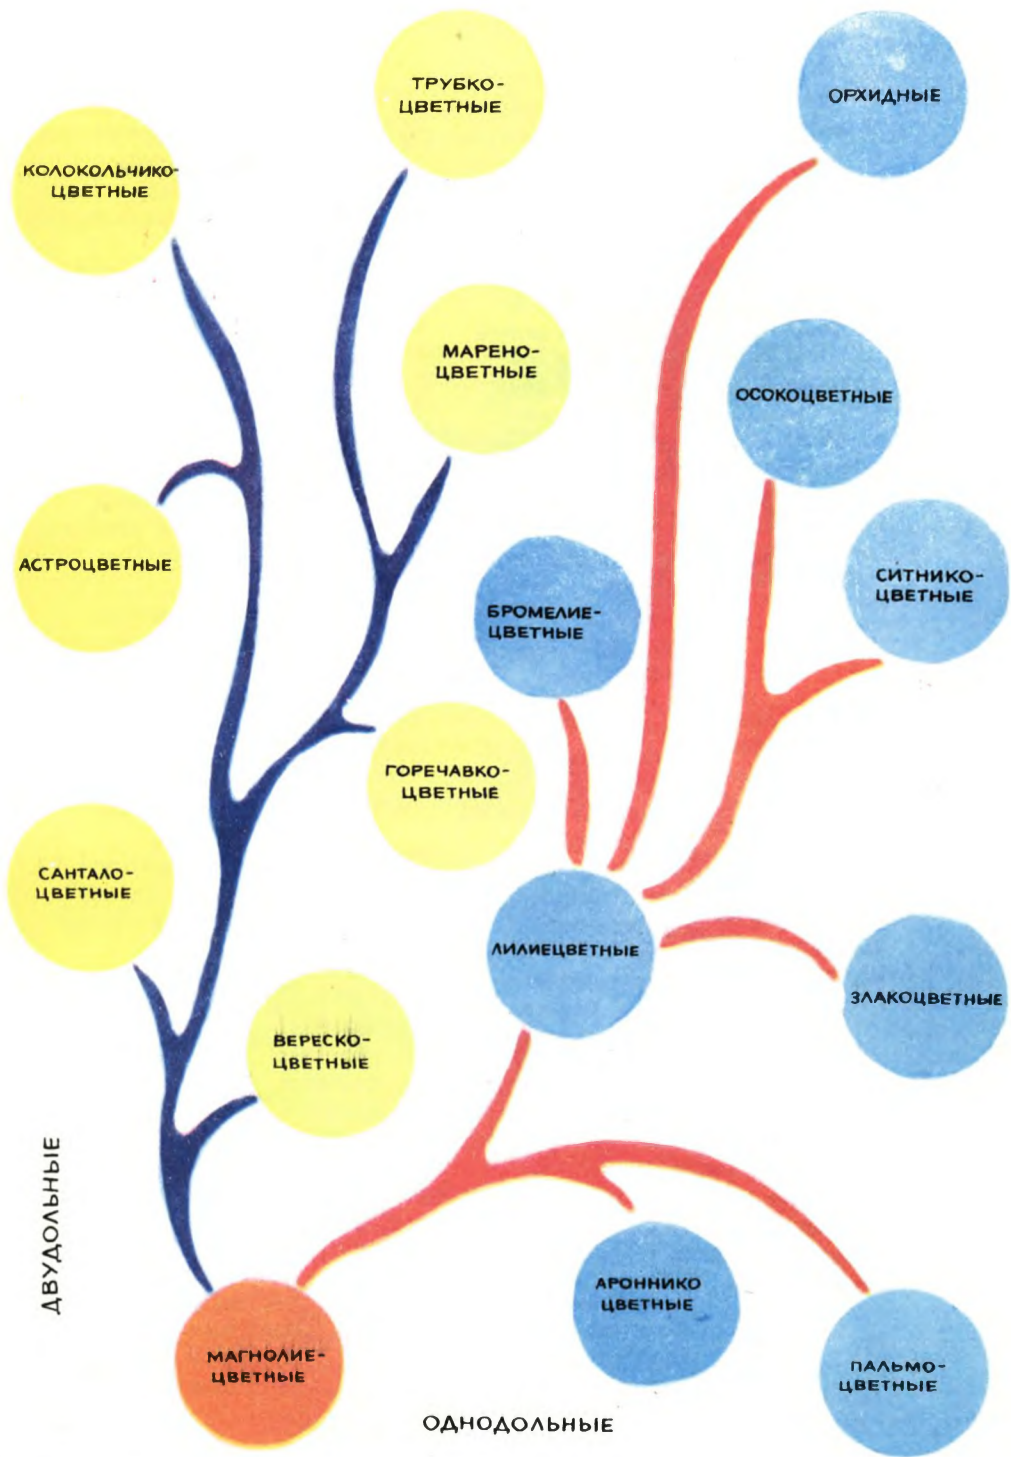 ТРУБКО-
ЦВЕТНЫЕ
ОРХИДНЫЕ
КОЛОКОЛЬЧИКО-
ЦВЕТНЫЕ
МАРЕНО-
ЦВЕТНЫЕ
ОСОКОЦВЕТНЫЕ
АСТРОЦВЕТНЫЕ
БРОМЕЛИЕ-
ЦВЕТНЫЕ
СИТНИКО-
ЦВЕТНЫЕ
ГОРЕЧАВКО-
ЦВЕТНЫЕ
САНТАЛО-
ЦВЕТНЫЕ
ЛИЛИЕЦВЕТНЫЕ
ЗЛАКОЦВЕТНЫЕ
ВЕРЕСКО-
ЦВЕТНЫЕ
ДВУДОЛЬНЫЕ
АРОННИКО
ЦВЕТНЫЕ
МАГНОЛИЕ-
ЦВЕТНЫЕ
ПАЛЬМО-
ЦВЕТНЫЕ
ОДНОДОЛЬНЫЕ